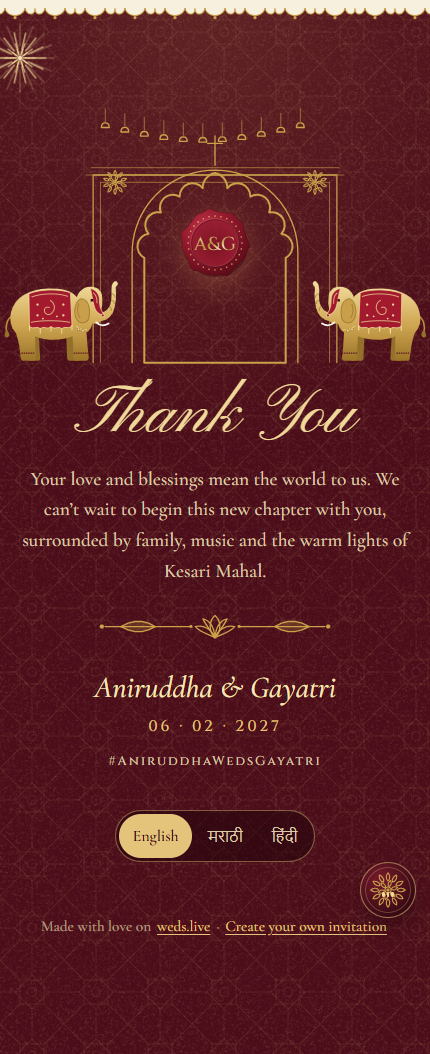 A&G
Thank You
Your love and blessings mean the world to us. We
can’t wait to begin this new chapter with you,
surrounded by family, music and the warm lights of
Kesari Mahal.
Aniruddha & Gayatri
06 · 02 · 2027
#AniruddhaWedsGayatri
English मराठी हिंदी
Made with love on weds.live · Create your own invitation